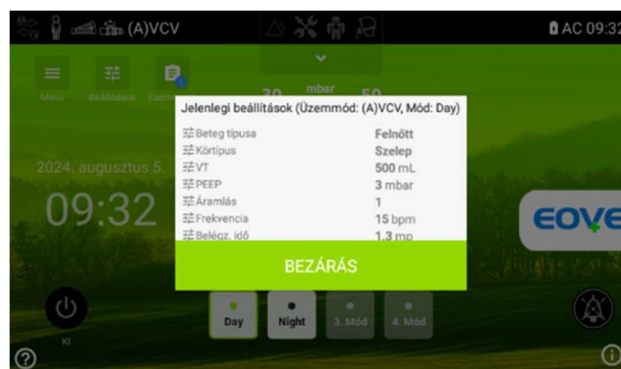 (A)VCV
AC 09:32
Menü
Beállítások
mbar
30
50
Jelenlegi beállítások (Üzemmód: (A)VCV, Mód: Day)
Beteg típusa Felnőtt
Körtípus Szelep
VT 500 mL
PEEP 3 mbar
Áramlás 1
Frekvencia 15 bpm
Belégz. idő 1.3 mp
2024. augusztus 5.
09:32
EOVE
BEZÁRÁS
Day
Night
3. Mód
4. Mód
KI